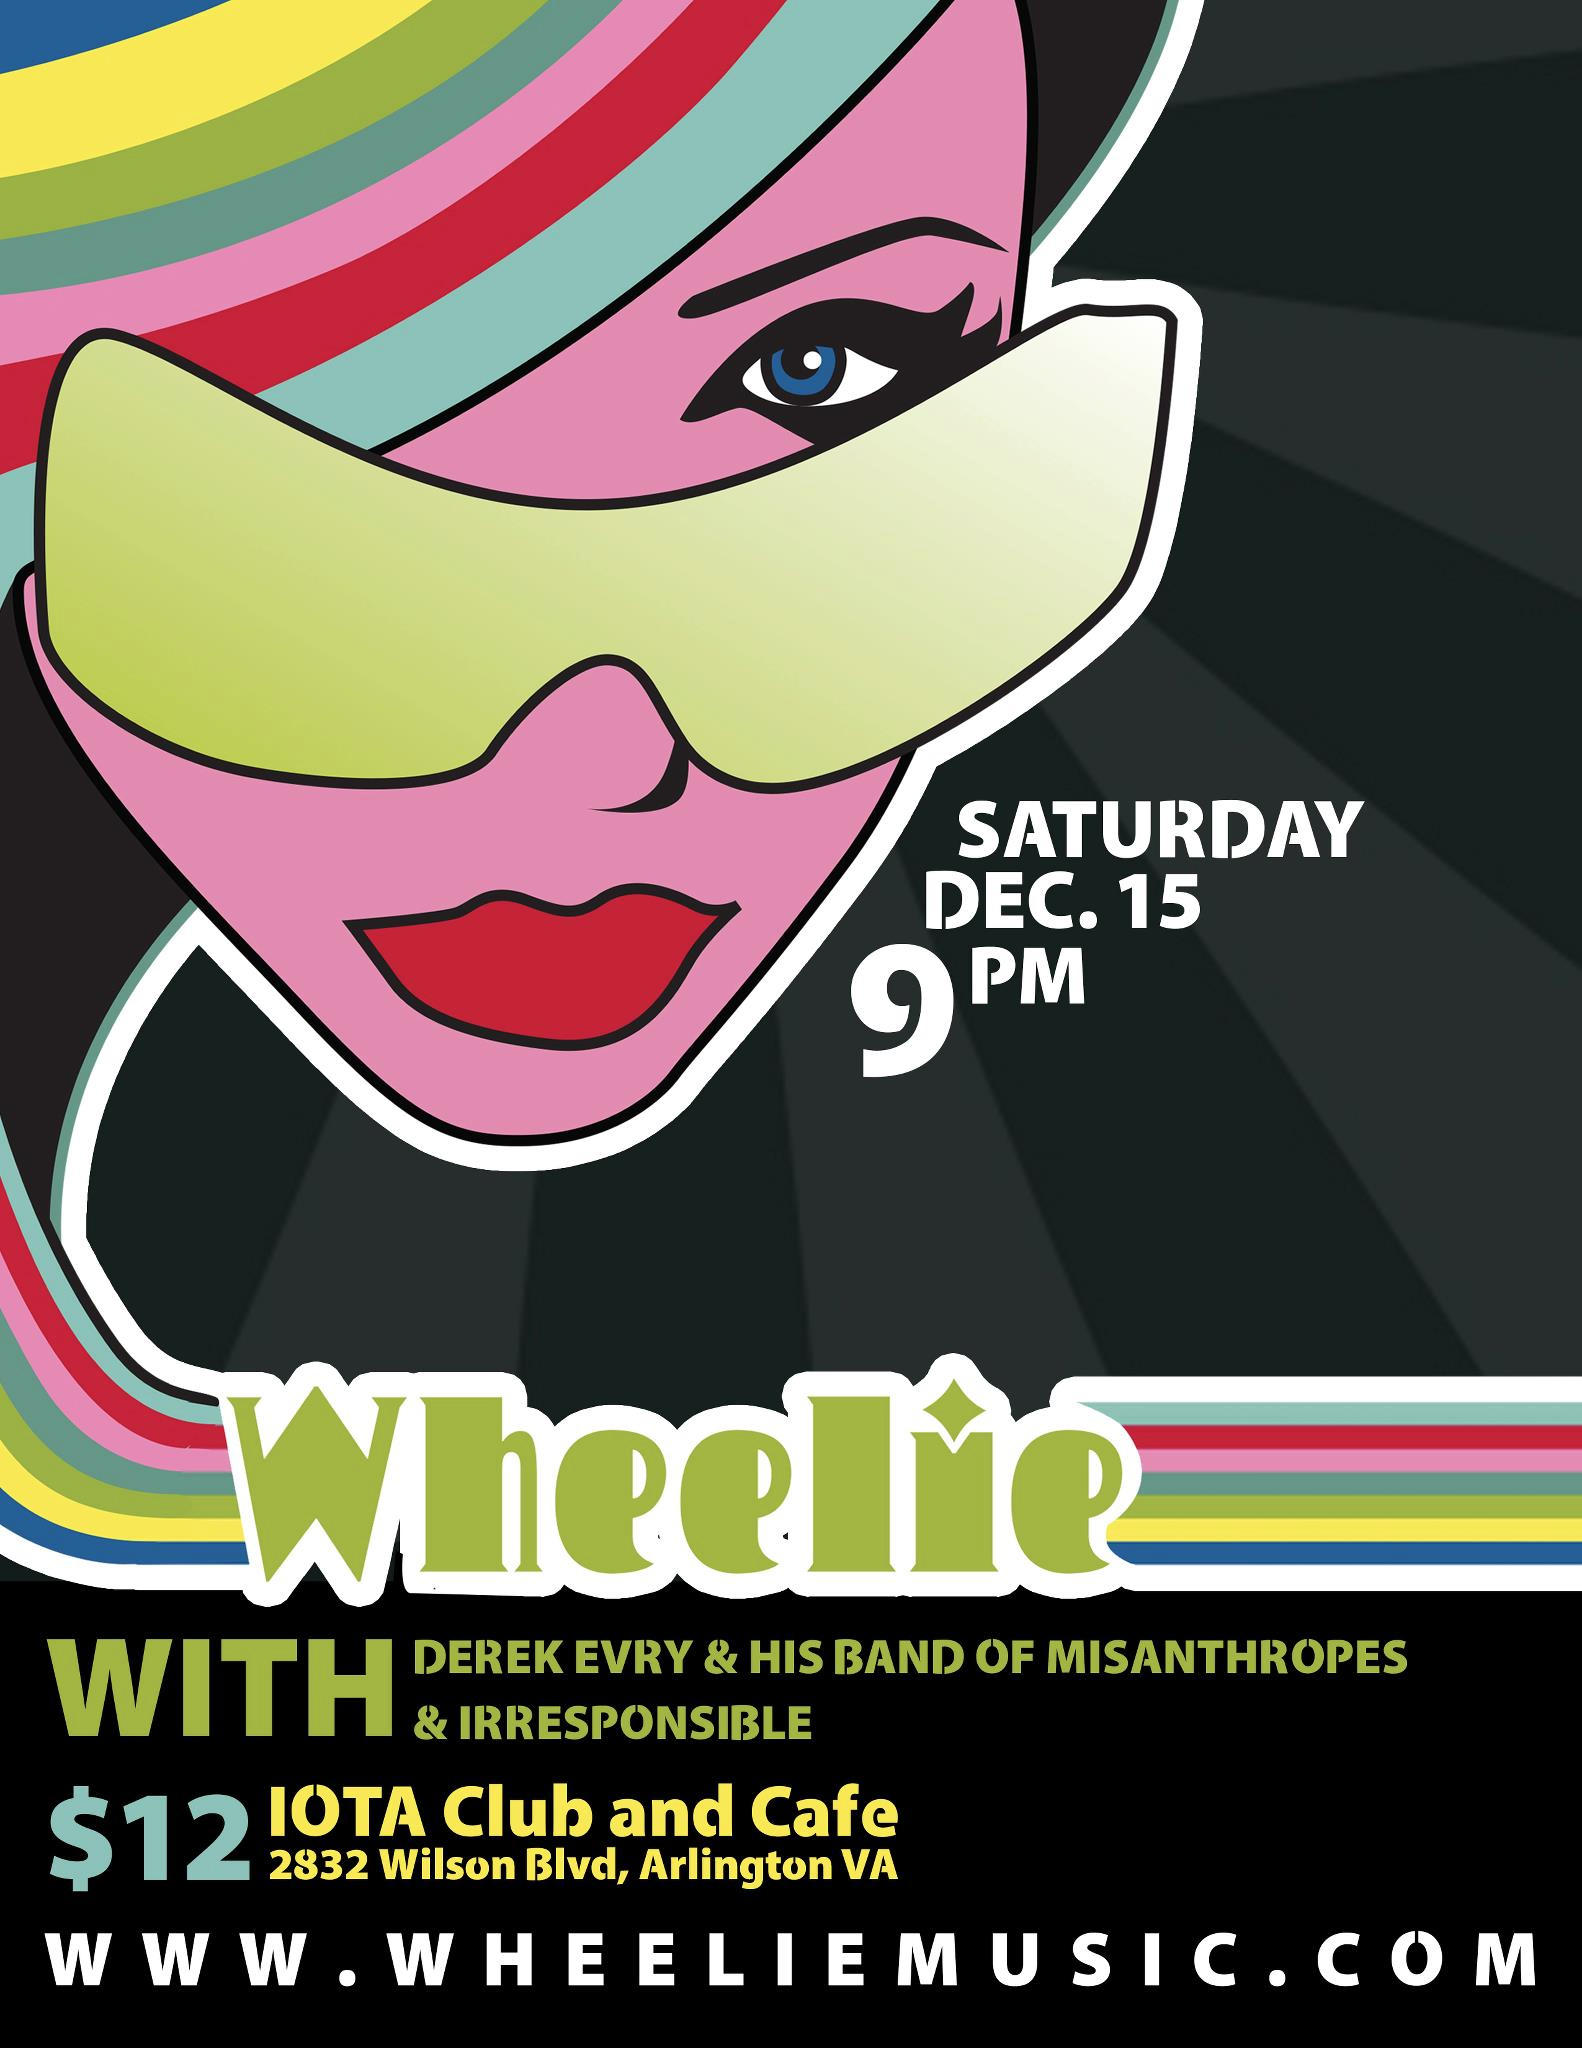 SATURDAY
DEC. 15
9 PM
Wheelie
WITH DEREK EVRY & HIS BAND OF MISANTHROPES
& IRRESPONSIBLE
$12 IOTA Club and Cafe
2832 Wilson Blvd, Arlington VA
WWW.WHEELIEMUSIC.COM